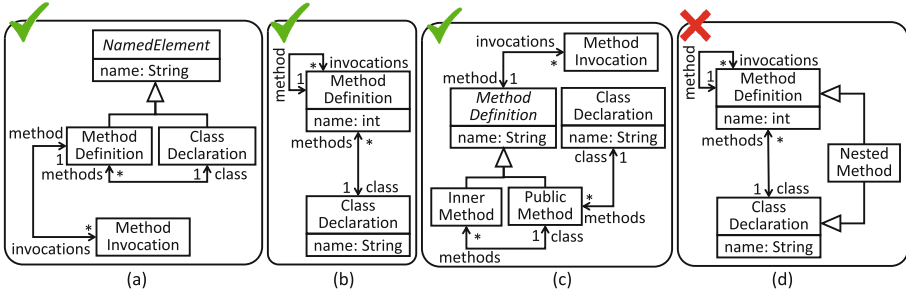 NamedElement
name: String
method
1
Method
Definition
Class
Declaration
methods
*
1
class
*
invocations
Method
Invocation
(a)
method
1
*
invocations
Method
Definition
name: int
methods
*
1
class
Class
Declaration
name: String
(b)
invocations
*
Method
Invocation
method
1
Method
Definition
name: String
Class
Declaration
name: String
class
1
Inner
Method
Public
Method
*
methods
*
methods
1
class
(c)
method
1
*
invocations
Method
Definition
name: int
methods
*
Nested
Method
1
class
Class
Declaration
name: String
(d)